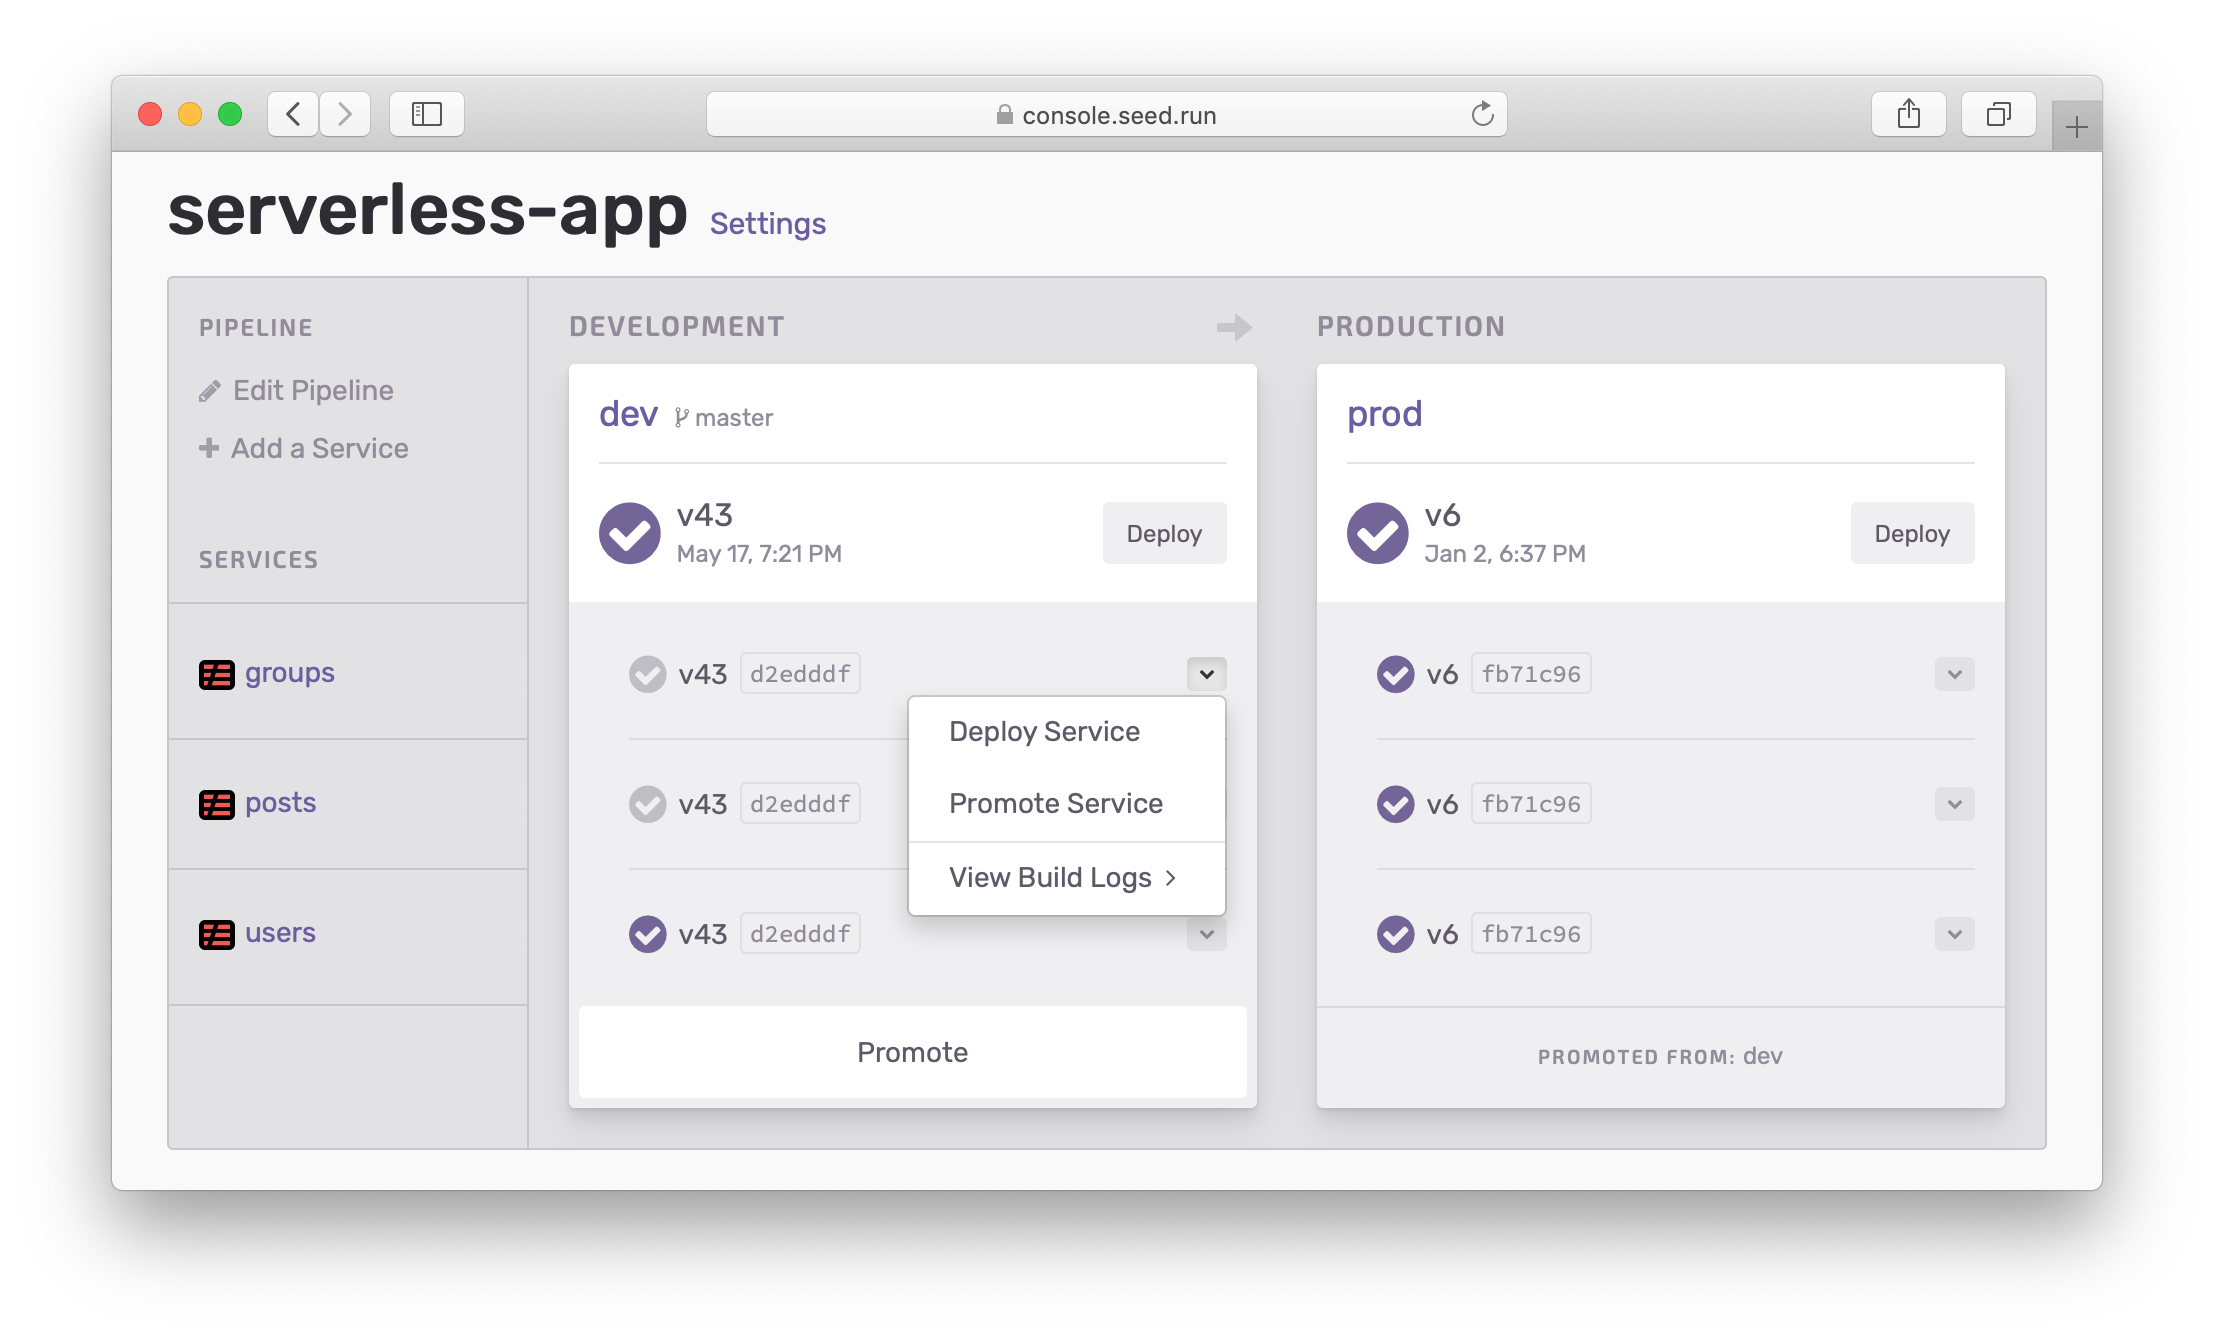 console.seed.run
serverless-app Settings
PIPELINE
Edit Pipeline
Add a Service
SERVICES
groups
posts
users
DEVELOPMENT
dev master
v43
May 17, 7:21 PM
Deploy
v43 d2edddf
Deploy Service
Promote Service
View Build Logs
v43 d2edddf
v43 d2edddf
Promote
PRODUCTION
prod
v6
Jan 2, 6:37 PM
Deploy
v6 fb71c96
v6 fb71c96
v6 fb71c96
PROMOTED FROM: dev